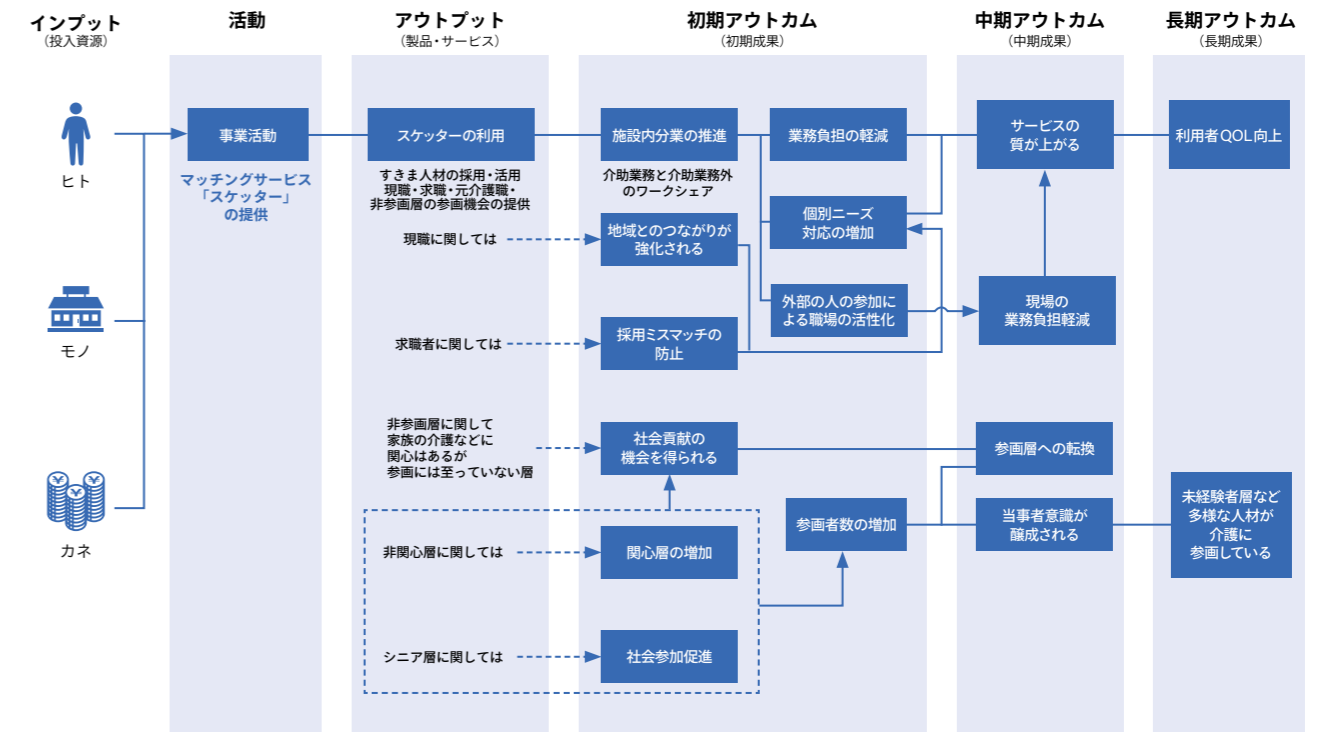 インプット
（投入資源）
ヒト
モノ
カネ
活動
事業活動
マッチングサービス
「スケッター」
の提供
アウトプット
（製品・サービス）
スケッターの利用
すきま人材の採用・活用
現職・求職・元介護職・
非参画層の参画機会の提供
現職に関しては
求職者に関しては
非参画層に関して
家族の介護などに
関心はあるが
参画には至っていない層
非関心層に関しては
シニア層に関しては
初期アウトカム
（初期成果）
施設内分業の推進
介助業務と介助業務外
のワークシェア
地域とのつながりが
強化される
採用ミスマッチの
防止
社会貢献の
機会を得られる
関心層の増加
社会参加促進
業務負担の軽減
個別ニーズ
対応の増加
外部の人の参加に
よる職場の活性化
参画者数の増加
中期アウトカム
（中期成果）
サービスの
質が上がる
現場の
業務負担軽減
参画層への転換
当事者意識が
醸成される
長期アウトカム
（長期成果）
利用者QOL向上
未経験者層など
多様な人材が
介護に
参画している